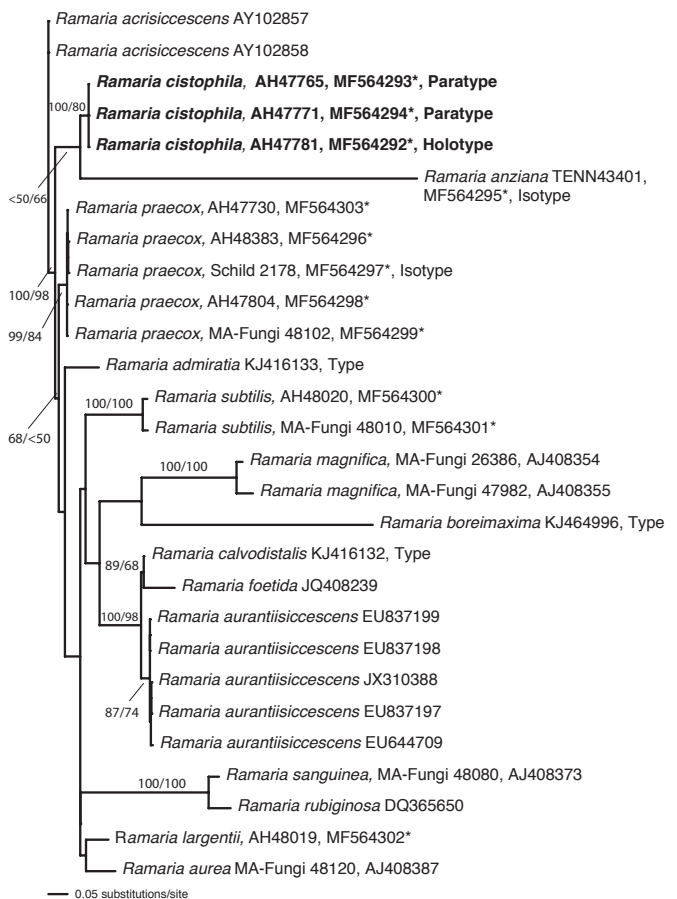 Ramaria acrisiccescens AY102857
Ramaria acrisiccescens AY102858
Ramaria cistophila, AH47765, MF564293*, Paratype
100/80
Ramaria cistophila, AH47771, MF564294*, Paratype
Ramaria cistophila, AH47781, MF564292*, Holotype
Ramaria anziana TENN43401,
MF564295*, Isotype
<50/66
Ramaria praecox, AH47730, MF564303*
Ramaria praecox, AH48383, MF564296*
Ramaria praecox, Schild 2178, MF564297*, Isotype
100/98
Ramaria praecox, AH47804, MF564298*
99/84
Ramaria praecox, MA-Fungi 48102, MF564299*
Ramaria admiratia KJ416133, Type
Ramaria subtilis, AH48020, MF564300*
100/100
Ramaria subtilis, MA-Fungi 48010, MF564301*
68/<50
Ramaria magnifica, MA-Fungi 26386, AJ408354
100/100
Ramaria magnifica, MA-Fungi 47982, AJ408355
Ramaria boreimaxima KJ464996, Type
Ramaria calvodistalis KJ416132, Type
89/68
Ramaria foetida JQ408239
100/98
Ramaria aurantiisiccescens EU837199
Ramaria aurantiisiccescens EU837198
Ramaria aurantiisiccescens JX310388
87/74
Ramaria aurantiisiccescens EU837197
Ramaria aurantiisiccescens EU644709
Ramaria sanguinea, MA-Fungi 48080, AJ408373
100/100
Ramaria rubiginosa DQ365650
Ramaria largentii, AH48019, MF564302*
Ramaria aurea MA-Fungi 48120, AJ408387
0.05 substitutions/site